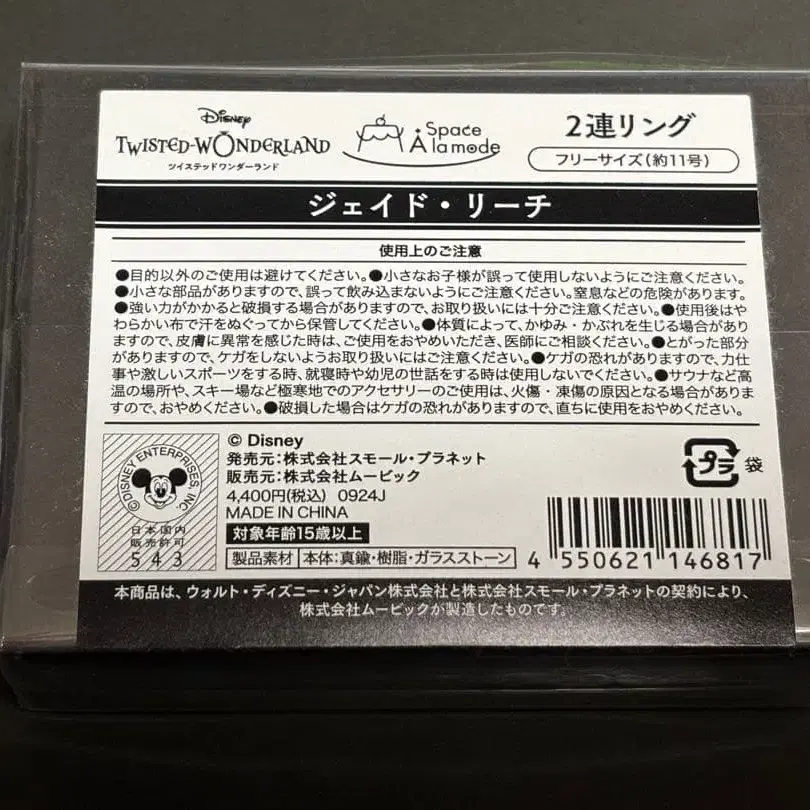 Disney
TWISTED-WONDERLAND
ツイステッドワンダーランド
Space
À la mode
2連リング
フリーサイズ(約11号)
ジェイド・リーチ
使用上のご注意
●目的以外のご使用は避けてください。●小さなお子様が誤って使用しないようにご注意ください。
●小さな部品がありますので、誤って飲み込まないようにご注意ください。窒息などの危険があります。
●強い力がかかると破損する場合がありますので、お取り扱いには十分ご注意ください。●使用後はや
わらかい布で汗をぬぐってから保管してください。●体質によって、かゆみ・かぶれを生じる場合があり
ますので、皮膚に異常を感じた時は、ご使用をおやめいただき、医師にご相談ください。●とがった部分
がありますので、ケガをしないようお取り扱いにはご注意ください。●ケガの恐れがありますので、力仕
事や激しいスポーツをする時、就寝時や幼児の世話をする時は使用しないでください。●サウナなど高
温の場所や、スキー場など極寒地でのアクセサリーのご使用は、火傷・凍傷の原因となる場合がありま
すので、おやめください。●破損した場合はケガの恐れがありますので、直ちに使用をおやめください。
©DISNEY ENTERPRISES, INC.
日本国内
販売許可
543
© Disney
発売元:株式会社スモール・プラネット
販売元:株式会社ムービック
4,400円(税込) 0924J
MADE IN CHINA
対象年齢15歳以上
製品素材 本体:真鍮・樹脂・ガラスストーン
プラ 袋
4 550621 146817
本商品は、ウォルト・ディズニー・ジャパン株式会社と株式会社スモール・プラネットの契約により、
株式会社ムービックが製造したものです。